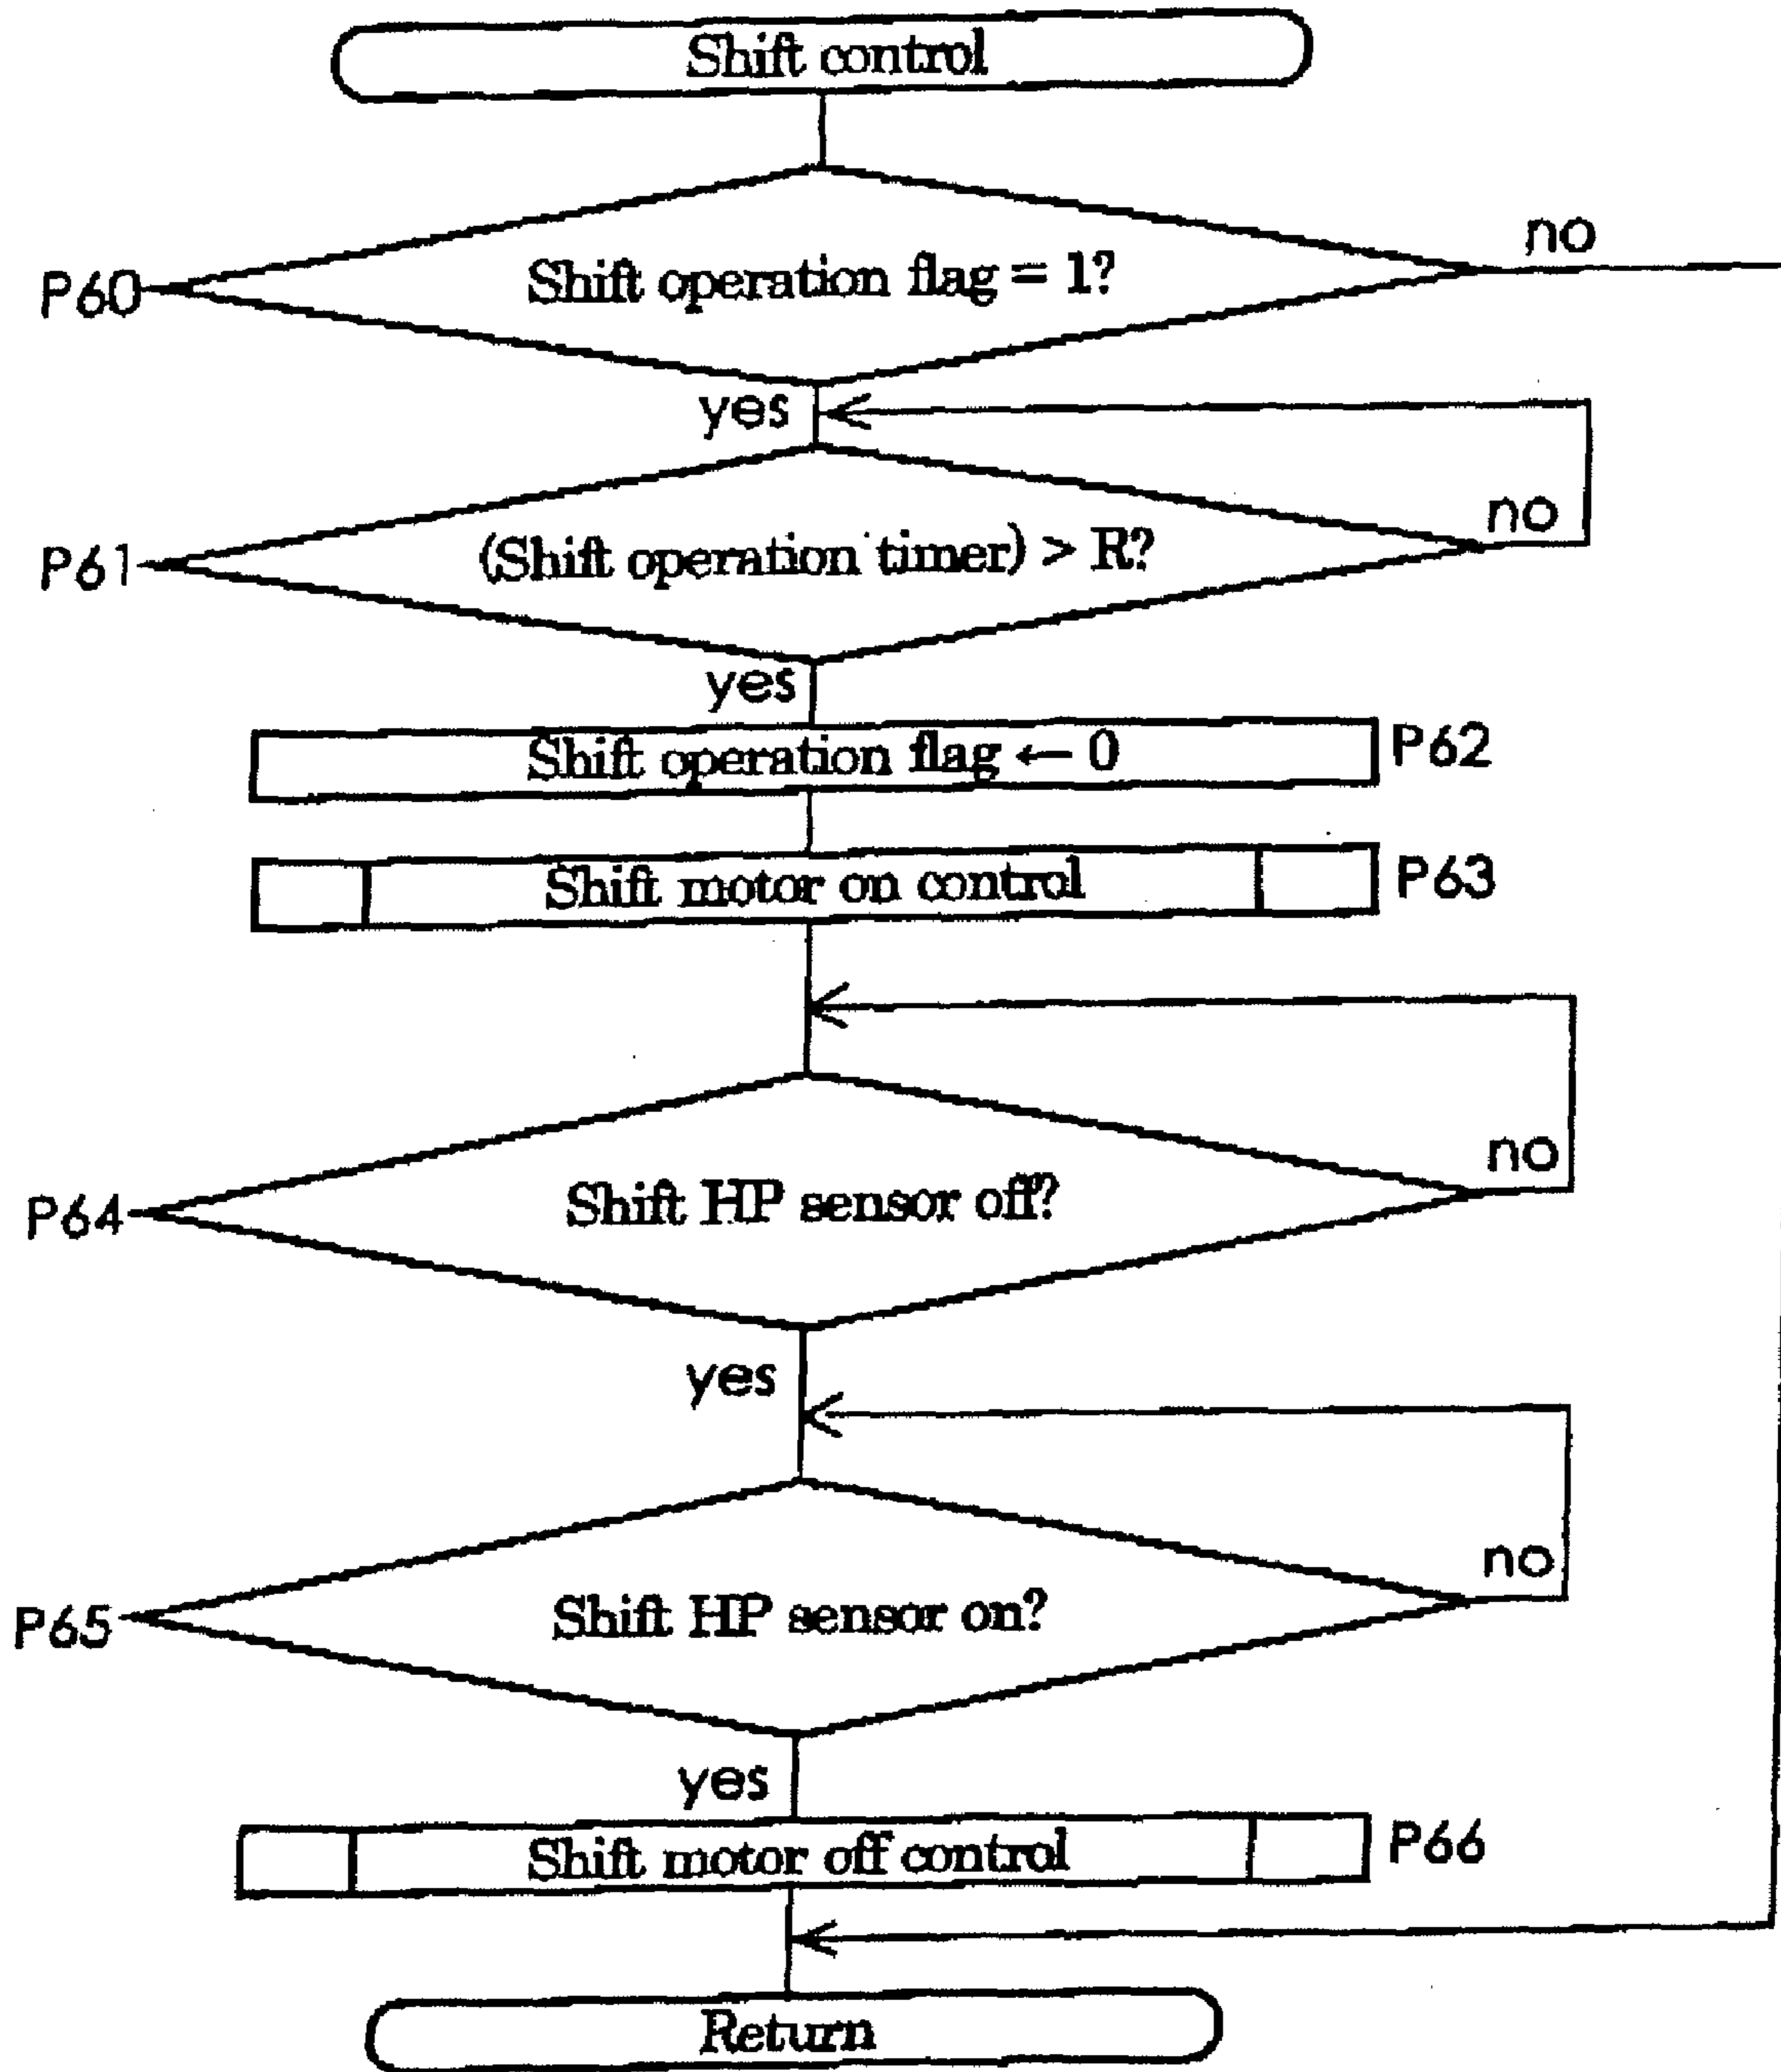 Shift control
no
P60
Shift operation flag = 1?
yes
no
P61
(Shift operation timer) > R?
yes
Shift operation flag ← 0
P62
Shift motor on control
P63
no
P64
Shift HP sensor off?
yes
no
P65
Shift HP sensor on?
yes
Shift motor off control
P66
Return